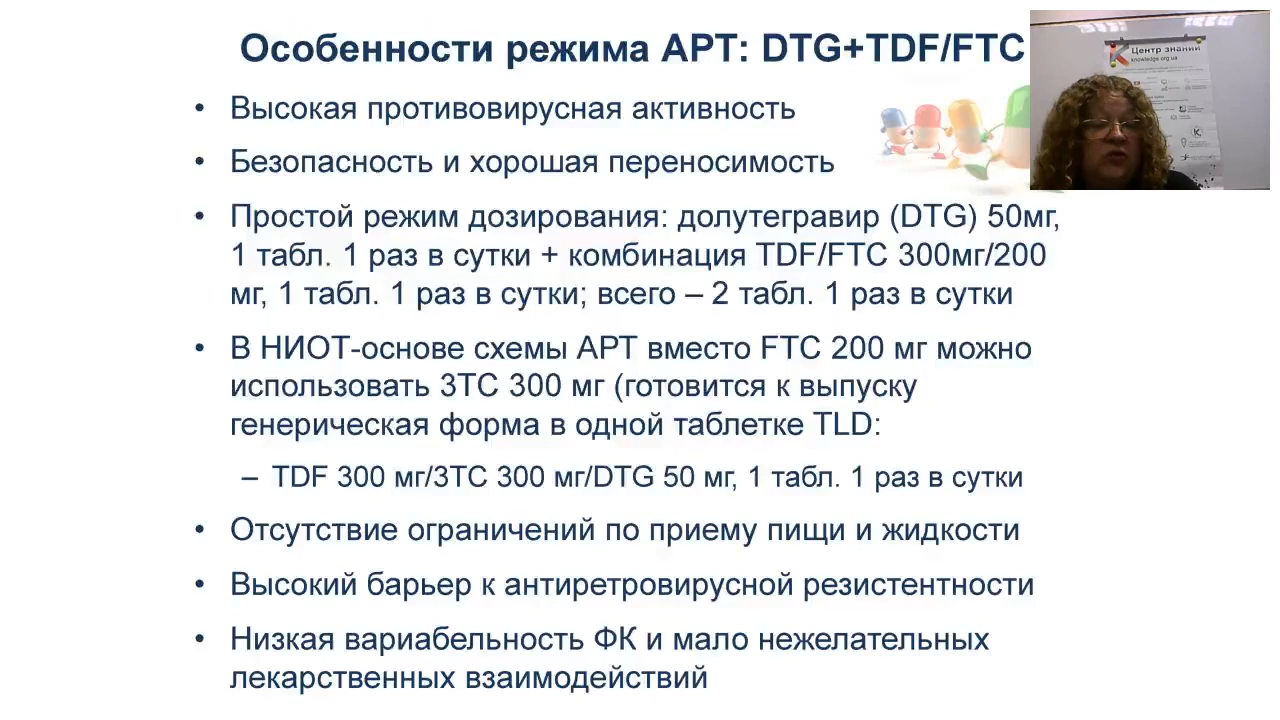 Особенности режима АРТ: DTG+TDF/FTC
• Высокая противовирусная активность
• Безопасность и хорошая переносимость
• Простой режим дозирования: долутегравир (DTG) 50мг,
1 табл. 1 раз в сутки + комбинация TDF/FTC 300мг/200
мг, 1 табл. 1 раз в сутки; всего – 2 табл. 1 раз в сутки
• В НИОТ-основе схемы АРТ вместо FTC 200 мг можно
использовать 3TC 300 мг (готовится к выпуску
генерическая форма в одной таблетке TLD:
– TDF 300 мг/3TC 300 мг/DTG 50 мг, 1 табл. 1 раз в сутки
• Отсутствие ограничений по приему пищи и жидкости
• Высокий барьер к антиретровирусной резистентности
• Низкая вариабельность ФК и мало нежелательных
лекарственных взаимодействий
Центр знаний
knowledge.org.ua